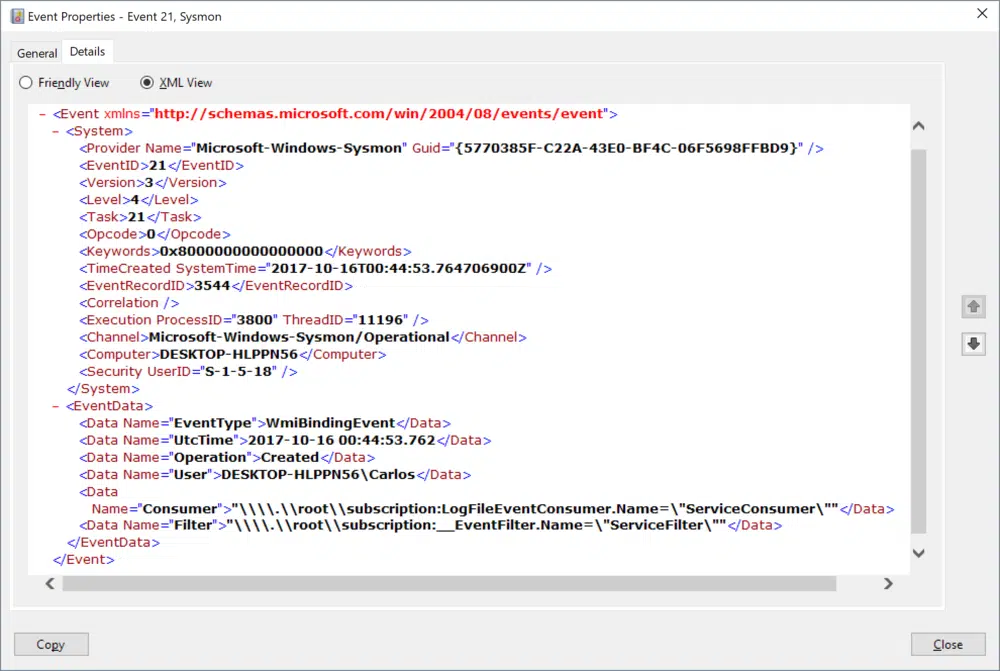 Event Properties - Event 21, Sysmon
General Details
Friendly View XML View
- <Event xmlns="http://schemas.microsoft.com/win/2004/08/events/event">
- <System>
<Provider Name="Microsoft-Windows-Sysmon" Guid="{5770385F-C22A-43E0-BF4C-06F5698FFBD9}" />
<EventID>21</EventID>
<Version>3</Version>
<Level>4</Level>
<Task>21</Task>
<Opcode>0</Opcode>
<Keywords>0x8000000000000000</Keywords>
<TimeCreated SystemTime="2017-10-16T00:44:53.764706900Z" />
<EventRecordID>3544</EventRecordID>
<Correlation />
<Execution ProcessID="3800" ThreadID="11196" />
<Channel>Microsoft-Windows-Sysmon/Operational</Channel>
<Computer>DESKTOP-HLPPN56</Computer>
<Security UserID="S-1-5-18" />
</System>
- <EventData>
<Data Name="EventType">WmiBindingEvent</Data>
<Data Name="UtcTime">2017-10-16 00:44:53.762</Data>
<Data Name="Operation">Created</Data>
<Data Name="User">DESKTOP-HLPPN56\Carlos</Data>
<Data
Name="Consumer">"\\\\.\\root\\subscription:LogFileEventConsumer.Name=\"ServiceConsumer\""</Data>
<Data Name="Filter">"\\\\.\\root\\subscription:__EventFilter.Name=\"ServiceFilter\""</Data>
</EventData>
</Event>
Copy Close